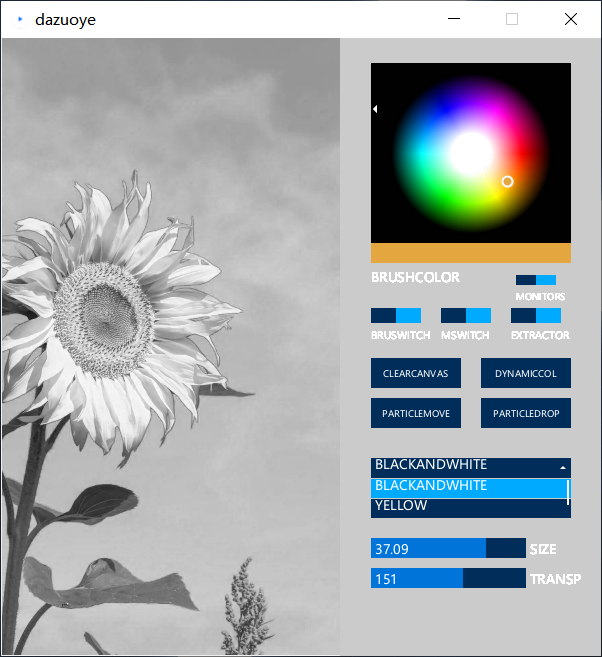 dazuoye
BRUSHCOLOR
MONITORS
BRUSWITCH MSWITCH EXTRACTOR
CLEARCANVAS DYNAMICCOL
PARTICLEMOVE PARTICLEDROP
BLACKANDWHITE
BLACKANDWHITE
YELLOW
37.09 SIZE
151 TRANSP